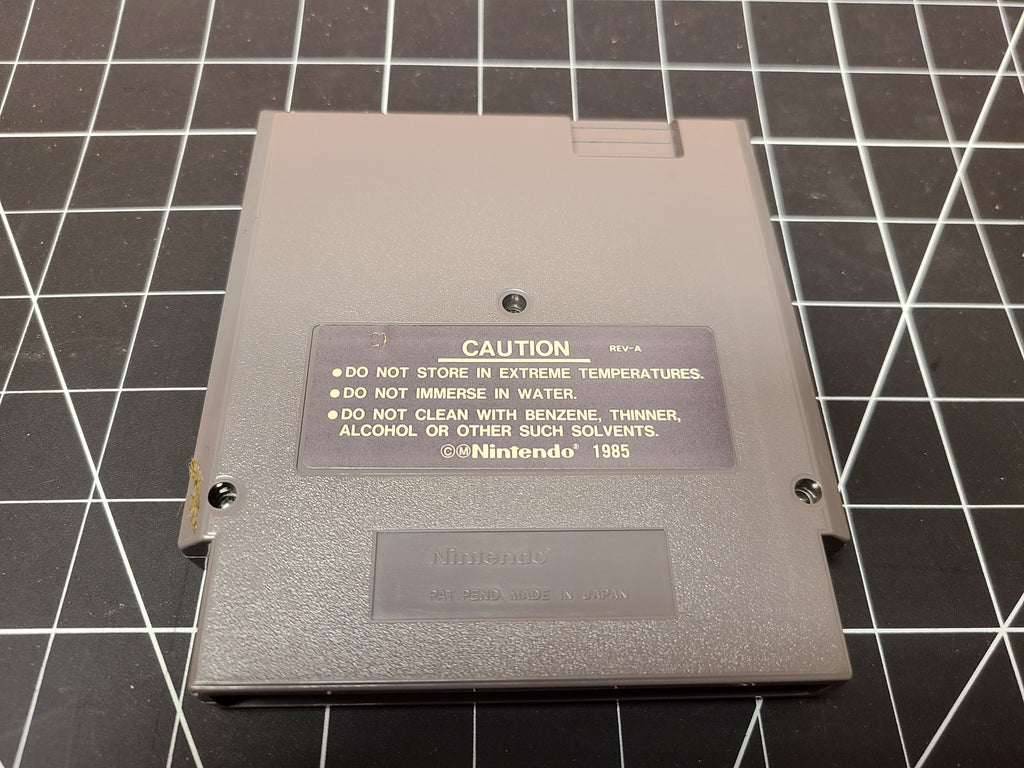 CAUTION REV-A
●DO NOT STORE IN EXTREME TEMPERATURES.
●DO NOT IMMERSE IN WATER.
●DO NOT CLEAN WITH BENZENE, THINNER,
ALCOHOL OR OTHER SUCH SOLVENTS.
©ⓂNintendo® 1985
Nintendo®
PAT. PEND. MADE IN JAPAN